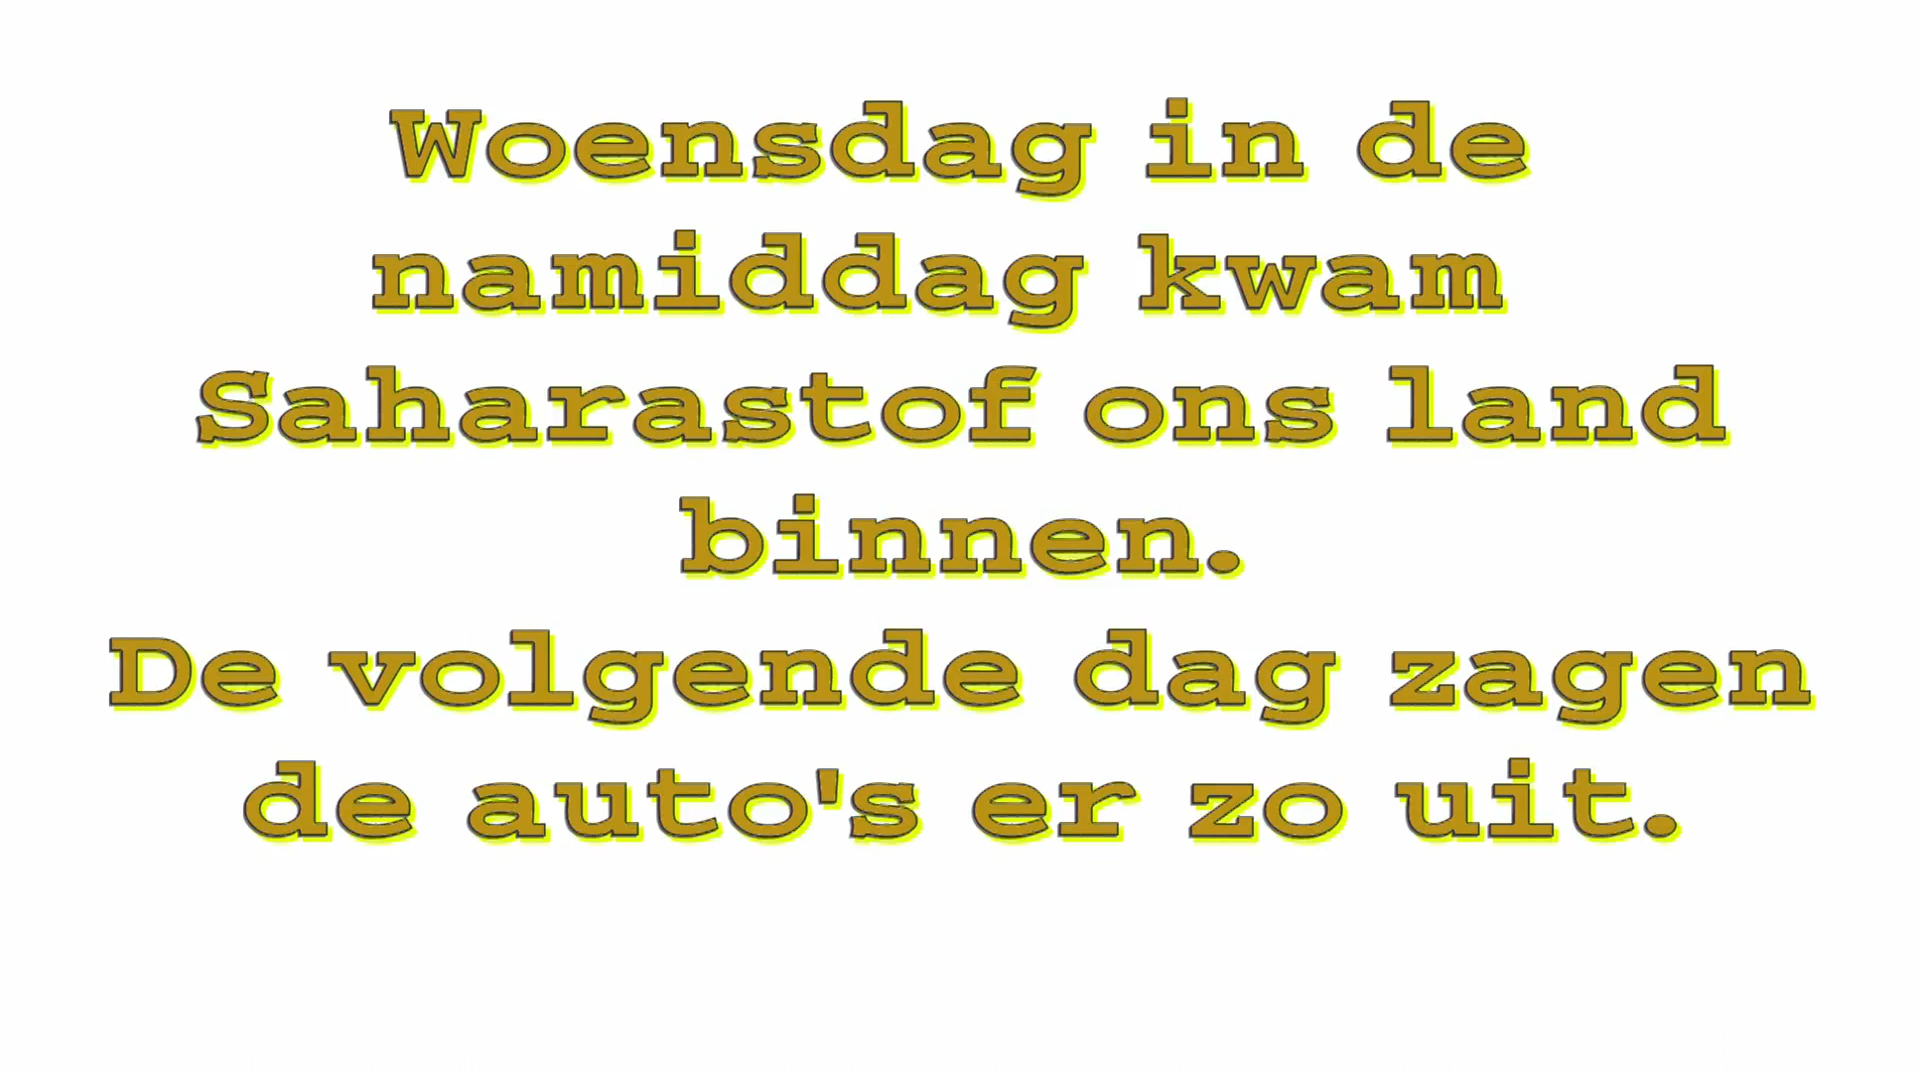 Woensdag in de
namiddag kwam
Saharastof ons land
binnen.
De volgende dag zagen
de auto's er zo uit.